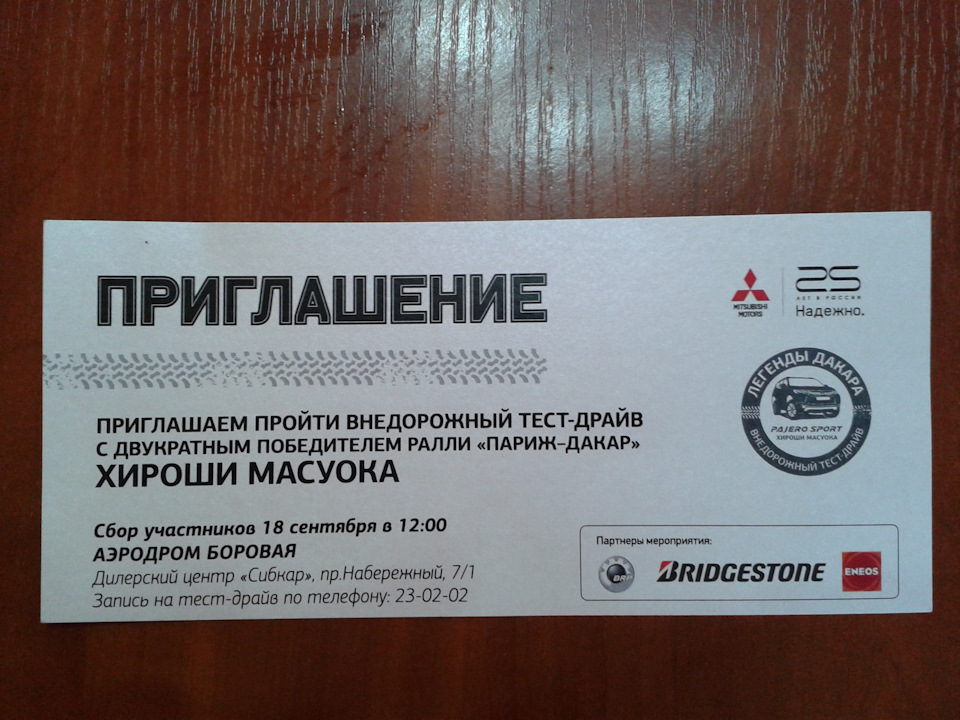 ПРИГЛАШЕНИЕ
MITSUBISHI
MOTORS
25
ЛЕТ В РОССИИ
Надежно.
ЛЕГЕНДЫ ДАКАРА
PAJERO SPORT
ХИРОШИ МАСУОКА
ВНЕДОРОЖНЫЙ ТЕСТ-ДРАЙВ
ПРИГЛАШАЕМ ПРОЙТИ ВНЕДОРОЖНЫЙ ТЕСТ-ДРАЙВ
С ДВУКРАТНЫМ ПОБЕДИТЕЛЕМ РАЛЛИ «ПАРИЖ-ДАКАР»
ХИРОШИ МАСУОКА
Сбор участников 18 сентября в 12:00
АЭРОДРОМ БОРОВАЯ
Дилерский центр «Сибкар», пр.Набережный, 7/1
Запись на тест-драйв по телефону: 23-02-02
Партнеры мероприятия:
BRP
BRIDGESTONE
ENEOS